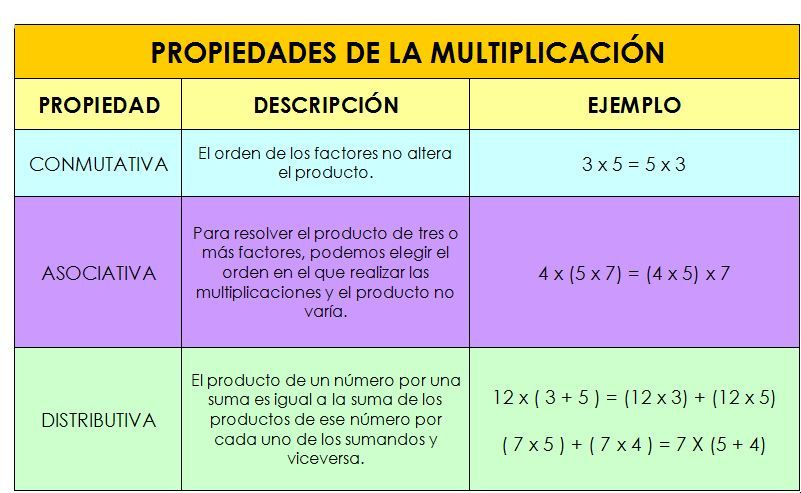 PROPIEDADES DE LA MULTIPLICACIÓN
PROPIEDAD
DESCRIPCIÓN
EJEMPLO
CONMUTATIVA
El orden de los factores no altera
el producto.
3 x 5 = 5 x 3
ASOCIATIVA
Para resolver el producto de tres o
más factores, podemos elegir el
orden en el que realizar las
multiplicaciones y el producto no
varía.
4 x (5 x 7) = (4 x 5) x 7
DISTRIBUTIVA
El producto de un número por una
suma es igual a la suma de los
productos de ese número por
cada uno de los sumandos y
viceversa.
12 x ( 3 + 5 ) = (12 x 3) + (12 x 5)
( 7 x 5 ) + ( 7 x 4 ) = 7 X (5 + 4)